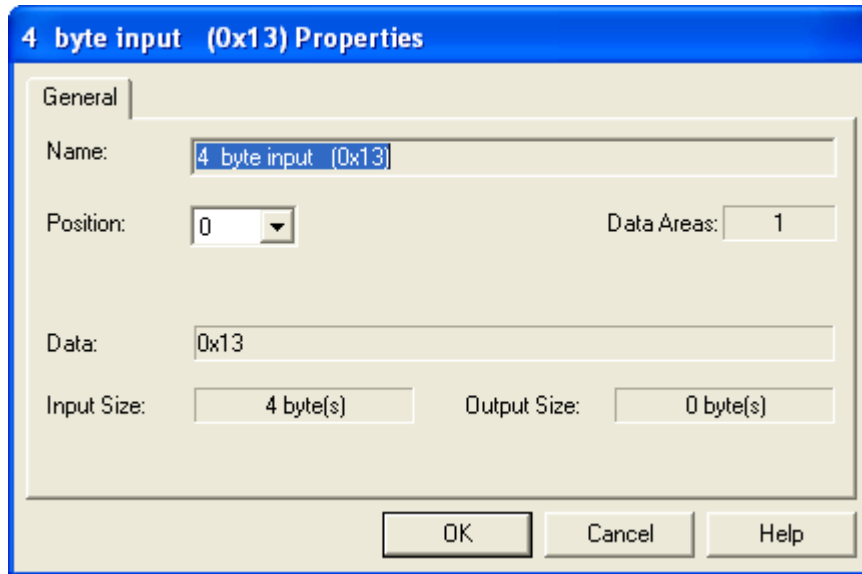 4 byte input (0x13) Properties
General
Name: 4 byte input (0x13)
Position: 0 Data Areas: 1
Data: 0x13
Input Size: 4 byte(s) Output Size: 0 byte(s)
OK Cancel Help